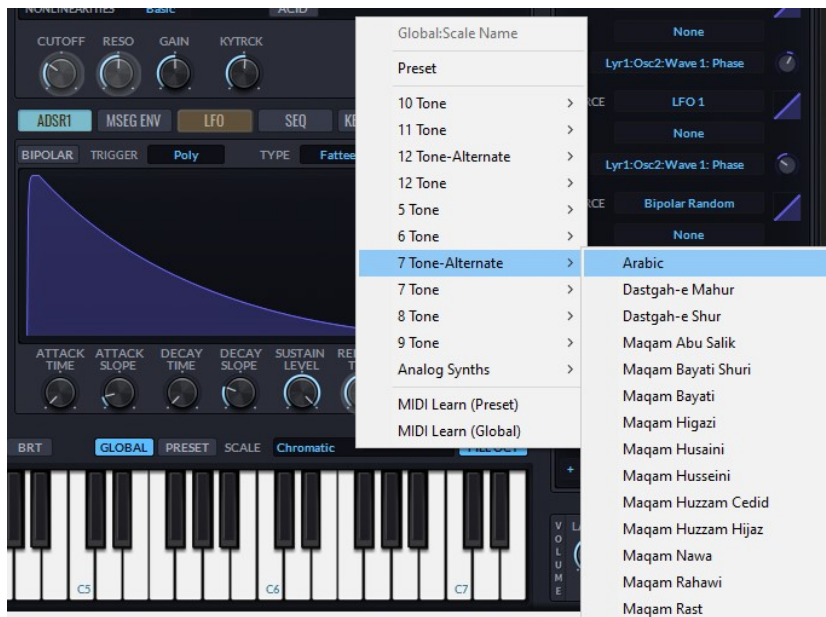 NONLINEARITIES Basic ACID
CUTOFF RESO GAIN KYTRCK
ADSR1 MSEG ENV LFO SEQ
BIPOLAR TRIGGER Poly TYPE
ATTACK TIME ATTACK SLOPE DECAY TIME DECAY SLOPE SUSTAIN LEVEL
BRT GLOBAL PRESET SCALE Chromatic
C5 C6 C7
Global:Scale Name
Preset
10 Tone
11 Tone
12 Tone-Alternate
12 Tone
5 Tone
6 Tone
7 Tone-Alternate
7 Tone
8 Tone
9 Tone
Analog Synths
MIDI Learn (Preset)
MIDI Learn (Global)
None
Lyr1:Osc2:Wave 1: Phase
LFO 1
None
Lyr1:Osc2:Wave 1: Phase
Bipolar Random
None
Arabic
Dastgah-e Mahur
Dastgah-e Shur
Maqam Abu Salik
Maqam Bayati Shuri
Maqam Bayati
Maqam Higazi
Maqam Husaini
Maqam Husseini
Maqam Huzzam Cedid
Maqam Huzzam Hijaz
Maqam Nawa
Maqam Rahawi
Maqam Rast
+
VOLUME